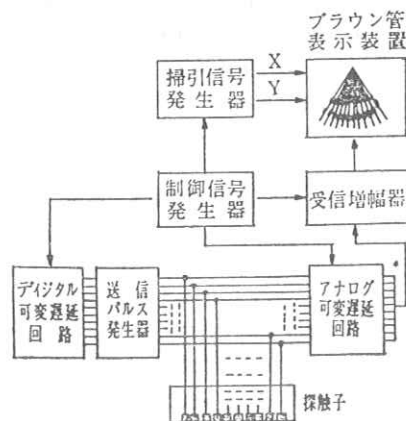 ブラウン管
表示装置
掃引信号
発生器
X
Y
制御信号
発生器
受信増幅器
ディジタル
可変遅延
回路
送信
パルス
発生器
アナログ
可変遅延
回路
探触子